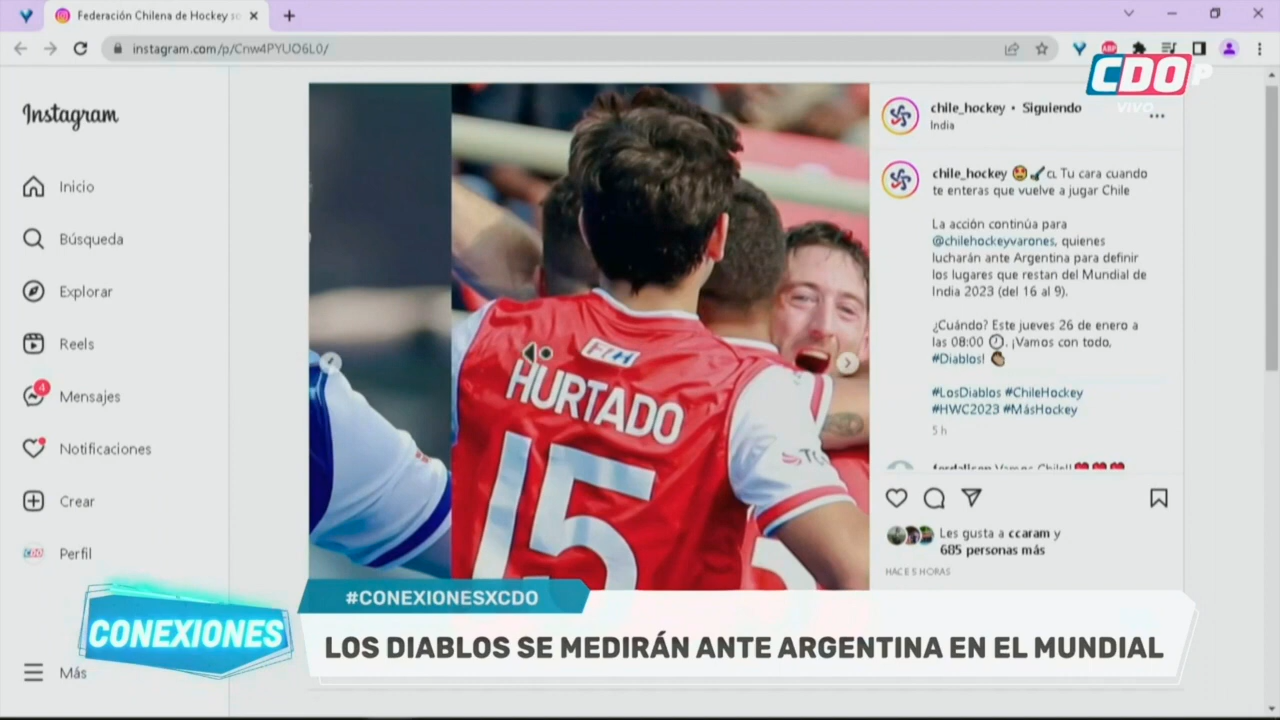 Federación Chilena de Hockey
instagram.com/p/Cnw4PYUO6L0/
ABP
CDO P
VIVO
Instagram
Inicio
Búsqueda
Explorar
Reels
4
Mensajes
Notificaciones
Crear
CDO
Perfil
Más
HURTADO
15
chile_hockey • Siguiendo
India
chile_hockey 🤩🏑 Tu cara cuando
te enteras que vuelve a jugar Chile
La acción continúa para
@chilehockeyvarones, quienes
lucharán ante Argentina para definir
los lugares que restan del Mundial de
India 2023 (del 16 al 9).
¿Cuándo? Este jueves 26 de enero a
las 08:00 🕗. ¡Vamos con todo,
#Diablos! 👏
#LosDiablos #ChileHockey
#HWC2023 #MásHockey
5 h
Vamos Chile!! ❤️❤️❤️
Les gusta a ccaram y
685 personas más
HACE 5 HORAS
#CONEXIONESXCDO
CONEXIONES
LOS DIABLOS SE MEDIRÁN ANTE ARGENTINA EN EL MUNDIAL